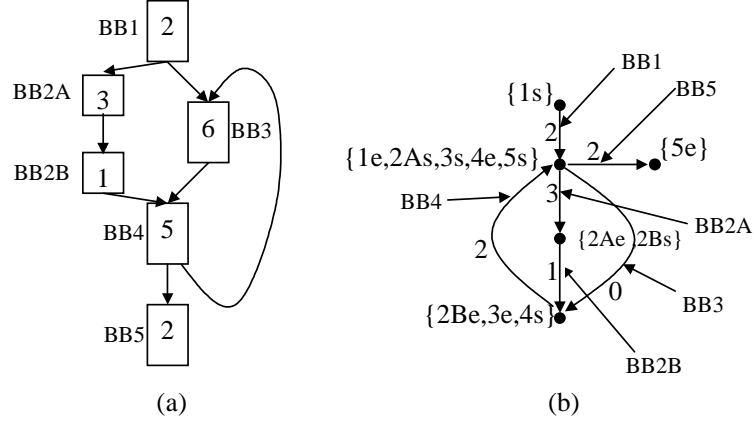 BB1
2
BB2A
3
6
BB3
BB2B
1
BB4
5
BB5
2
(a)
BB1
BB5
{1s}
2
{1e,2As,3s,4e,5s}
2
{5e}
3
BB4
BB2A
{2Ae ,2Bs}
2
1
0
BB3
{2Be,3e,4s}
BB2B
(b)